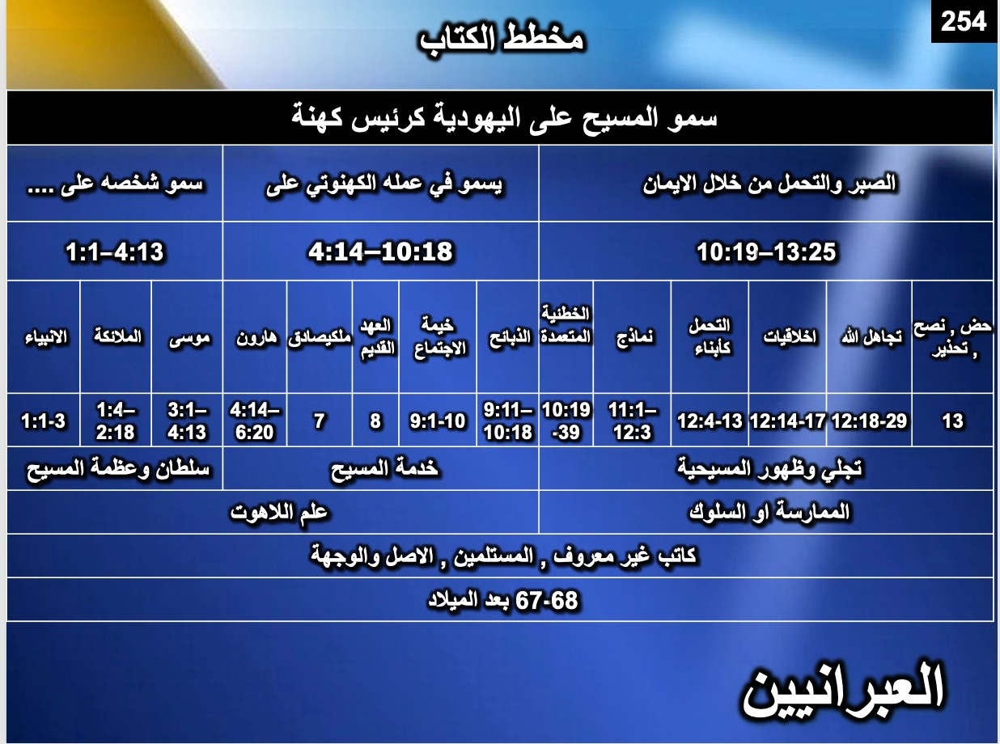 254
مخطط الكتاب
سمو المسيح على اليهودية كرئيس كهنة
سمو شخصه على ....
يسمو في عمله الكهنوتي على
الصبر والتحمل من خلال الايمان
1:1–4:13
4:14–10:18
10:19–13:25
الانبياء
الملائكة
موسى
هارون
ملكيصادق
العهد
القديم
خيمة
الاجتماع
الذبائح
الخطئية
المتعمدة
نماذج
التحمل
كأبناء
اخلاقيات
تجاهل الله
حض , نصح
, تحذير
1:1-3
1:4–
2:18
3:1–
4:13
4:14–
6:20
7
8
9:1-10
9:11–
10:18
10:19
-39
11:1–
12:3
12:4-13
12:14-17
12:18-29
13
سلطان وعظمة المسيح
خدمة المسيح
تجلي وظهور المسيحية
علم اللاهوت
الممارسة او السلوك
كاتب غير معروف , المستلمين , الاصل والوجهة
67-68 بعد الميلاد
العبرانيين